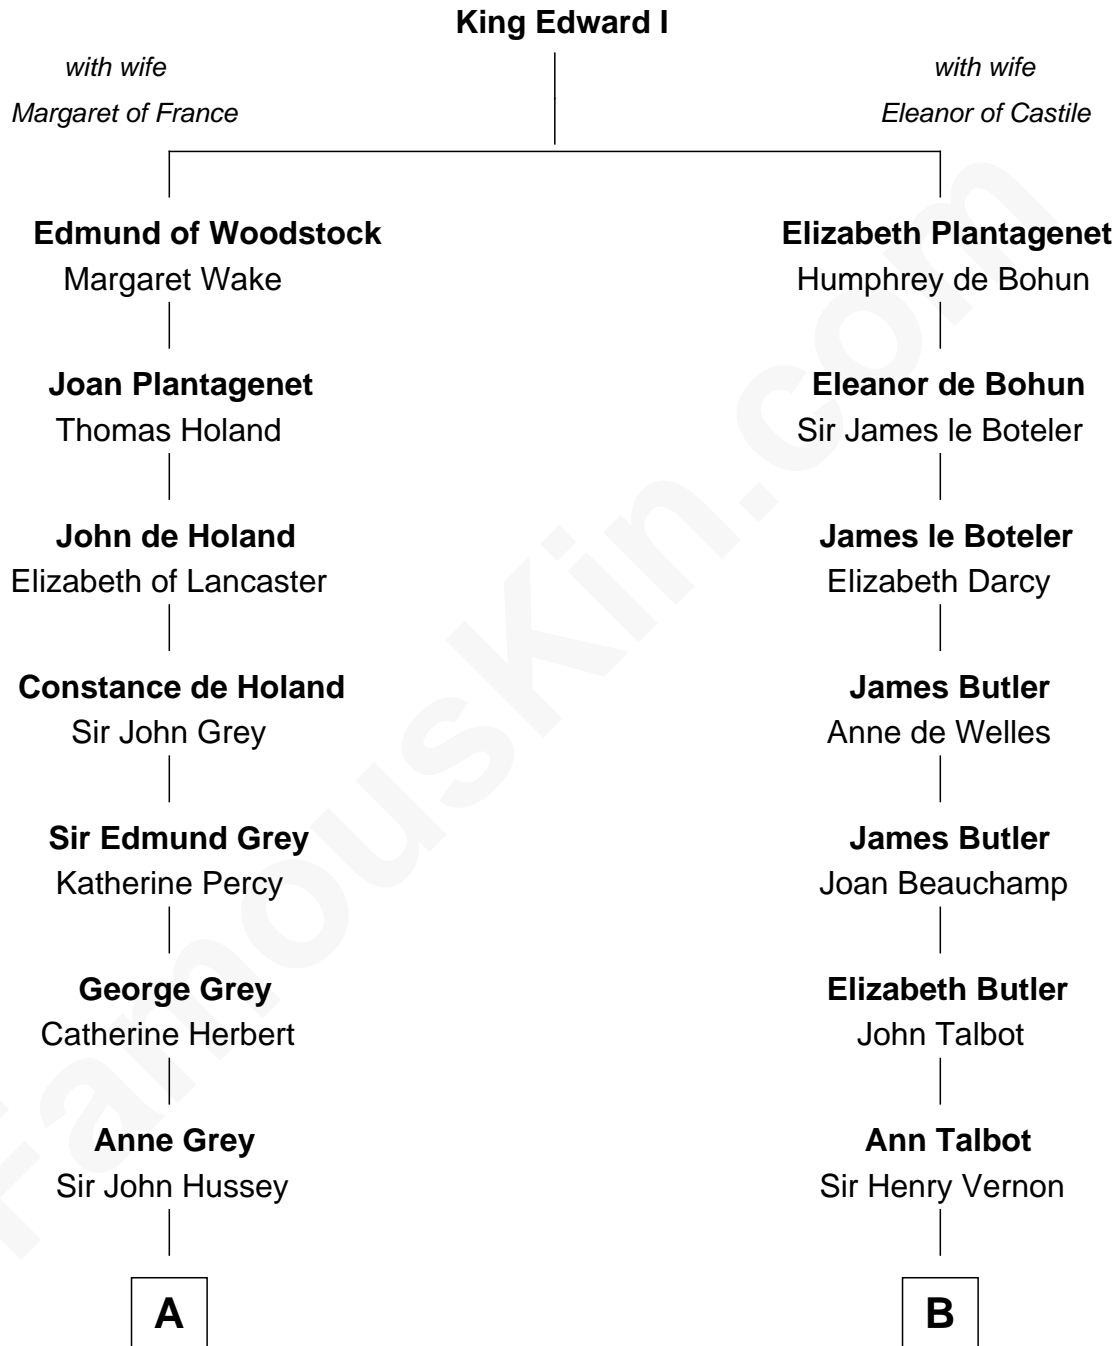 King Edward I
with wife
Margaret of France
with wife
Eleanor of Castile
Edmund of Woodstock
Margaret Wake
Elizabeth Plantagenet
Humphrey de Bohun
Joan Plantagenet
Thomas Holand
Eleanor de Bohun
Sir James le Boteler
John de Holand
Elizabeth of Lancaster
James le Boteler
Elizabeth Darcy
Constance de Holand
Sir John Grey
James Butler
Anne de Welles
Sir Edmund Grey
Katherine Percy
James Butler
Joan Beauchamp
George Grey
Catherine Herbert
Elizabeth Butler
John Talbot
Anne Grey
Sir John Hussey
Ann Talbot
Sir Henry Vernon
A
B
FamousKin.com